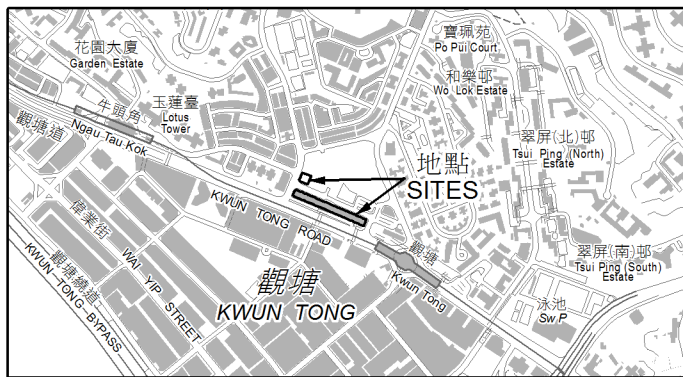 花園大廈
Garden Estate
寶珮苑
Po Pui Court
和樂邨
Wo Lok Estate
牛頭角
Ngau Tau Kok
玉蓮臺
Lotus
Tower
觀塘道
翠屏(北)邨
Tsui Ping (North)
Estate
地點
SITES
KWUN TONG ROAD
偉業街
WAI YIP STREET
觀塘繞道
KWUN TONG BYPASS
觀塘
KWUN TONG
觀塘
Kwun Tong
翠屏(南)邨
Tsui Ping (South)
Estate
泳池
Sw P